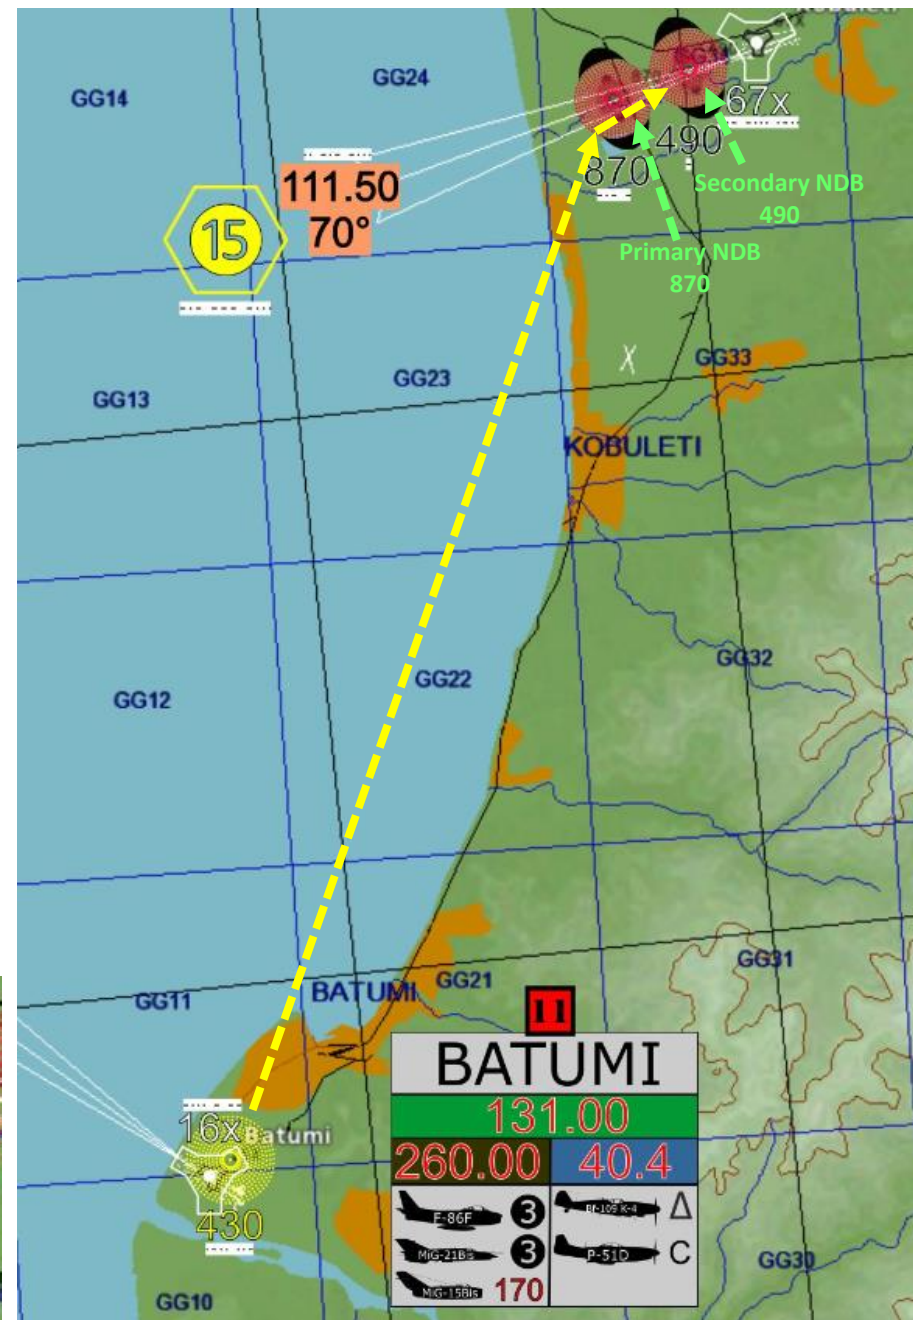 Kobuleti
GG14
GG24
67X
490
870
111.50
70°
15
Secondary NDB
490
Primary NDB
870
GG13
GG23
GG33
KOBULETI
GG12
GG22
GG32
GG11
BATUMI
GG21
GG31
11
BATUMI
131.00
260.00
40.4
F-86F 3
Bf-109 K-4 Δ
MiG-21Bis 3
P-51D C
MiG-15Bis 170
16X
Batumi
430
GG10
GG30